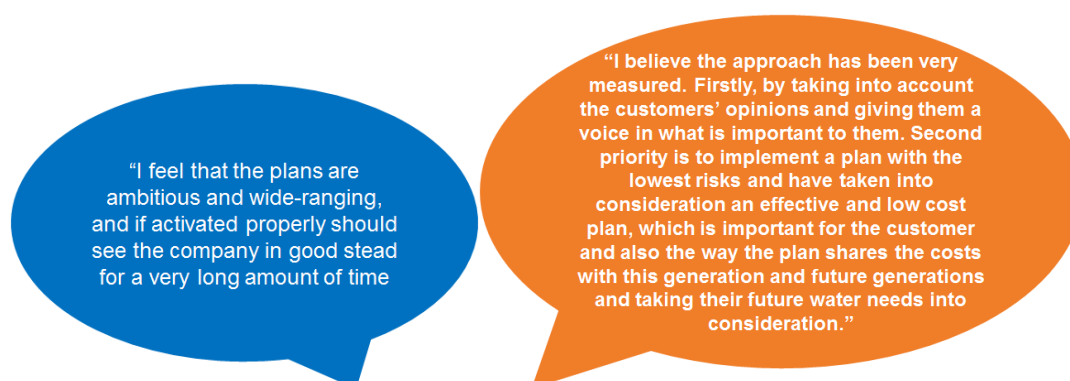 “I feel that the plans are
ambitious and wide-ranging,
and if activated properly should
see the company in good stead
for a very long amount of time
“I believe the approach has been very
measured. Firstly, by taking into account
the customers’ opinions and giving them a
voice in what is important to them. Second
priority is to implement a plan with the
lowest risks and have taken into
consideration an effective and low cost
plan, which is important for the customer
and also the way the plan shares the costs
with this generation and future generations
and taking their future water needs into
consideration.”